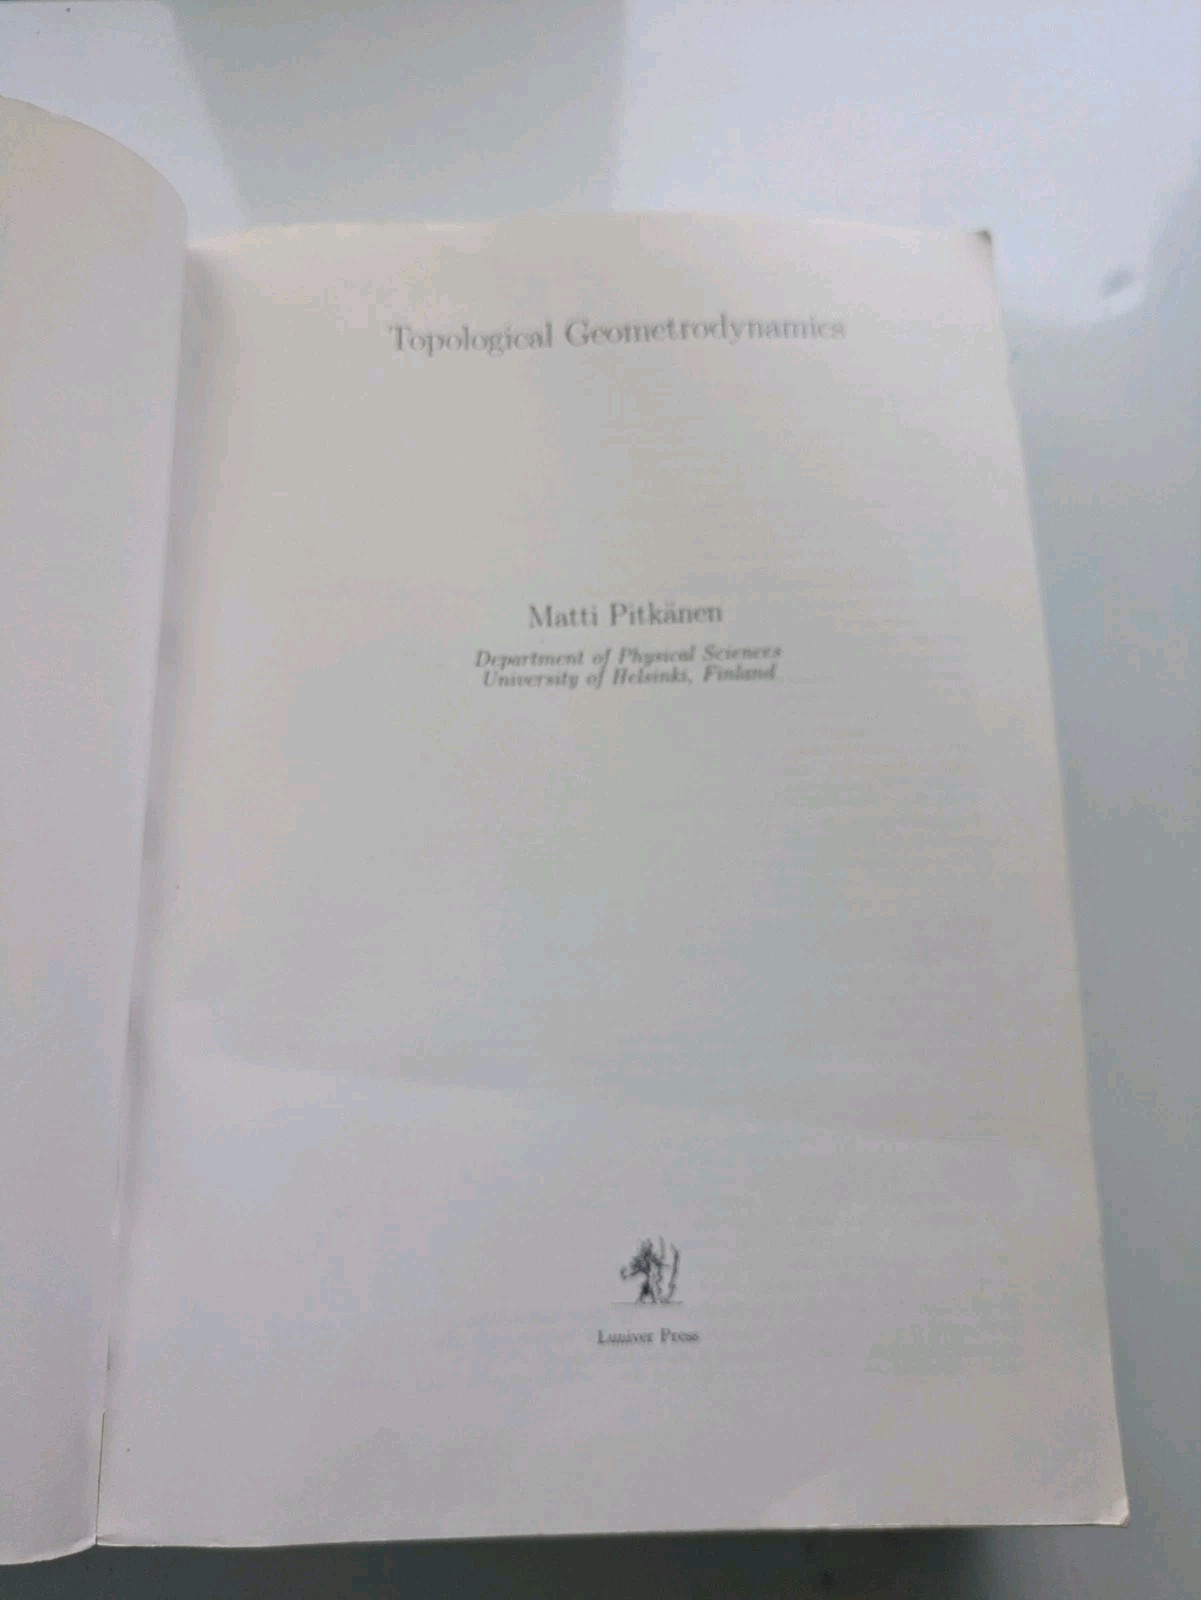 Topological Geometrodynamics
Matti Pitkänen
Department of Physical Sciences
University of Helsinki, Finland
Luniver Press